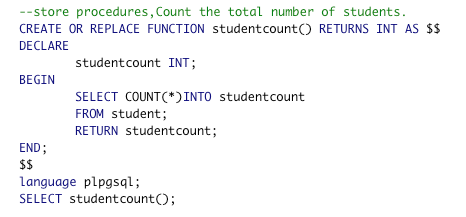 --store procedures,Count the total number of students.
CREATE OR REPLACE FUNCTION studentcount() RETURNS INT AS $$
DECLARE
        studentcount INT;
BEGIN
        SELECT COUNT(*)INTO studentcount
        FROM student;
        RETURN studentcount;
END;
$$
language plpgsql;
SELECT studentcount();